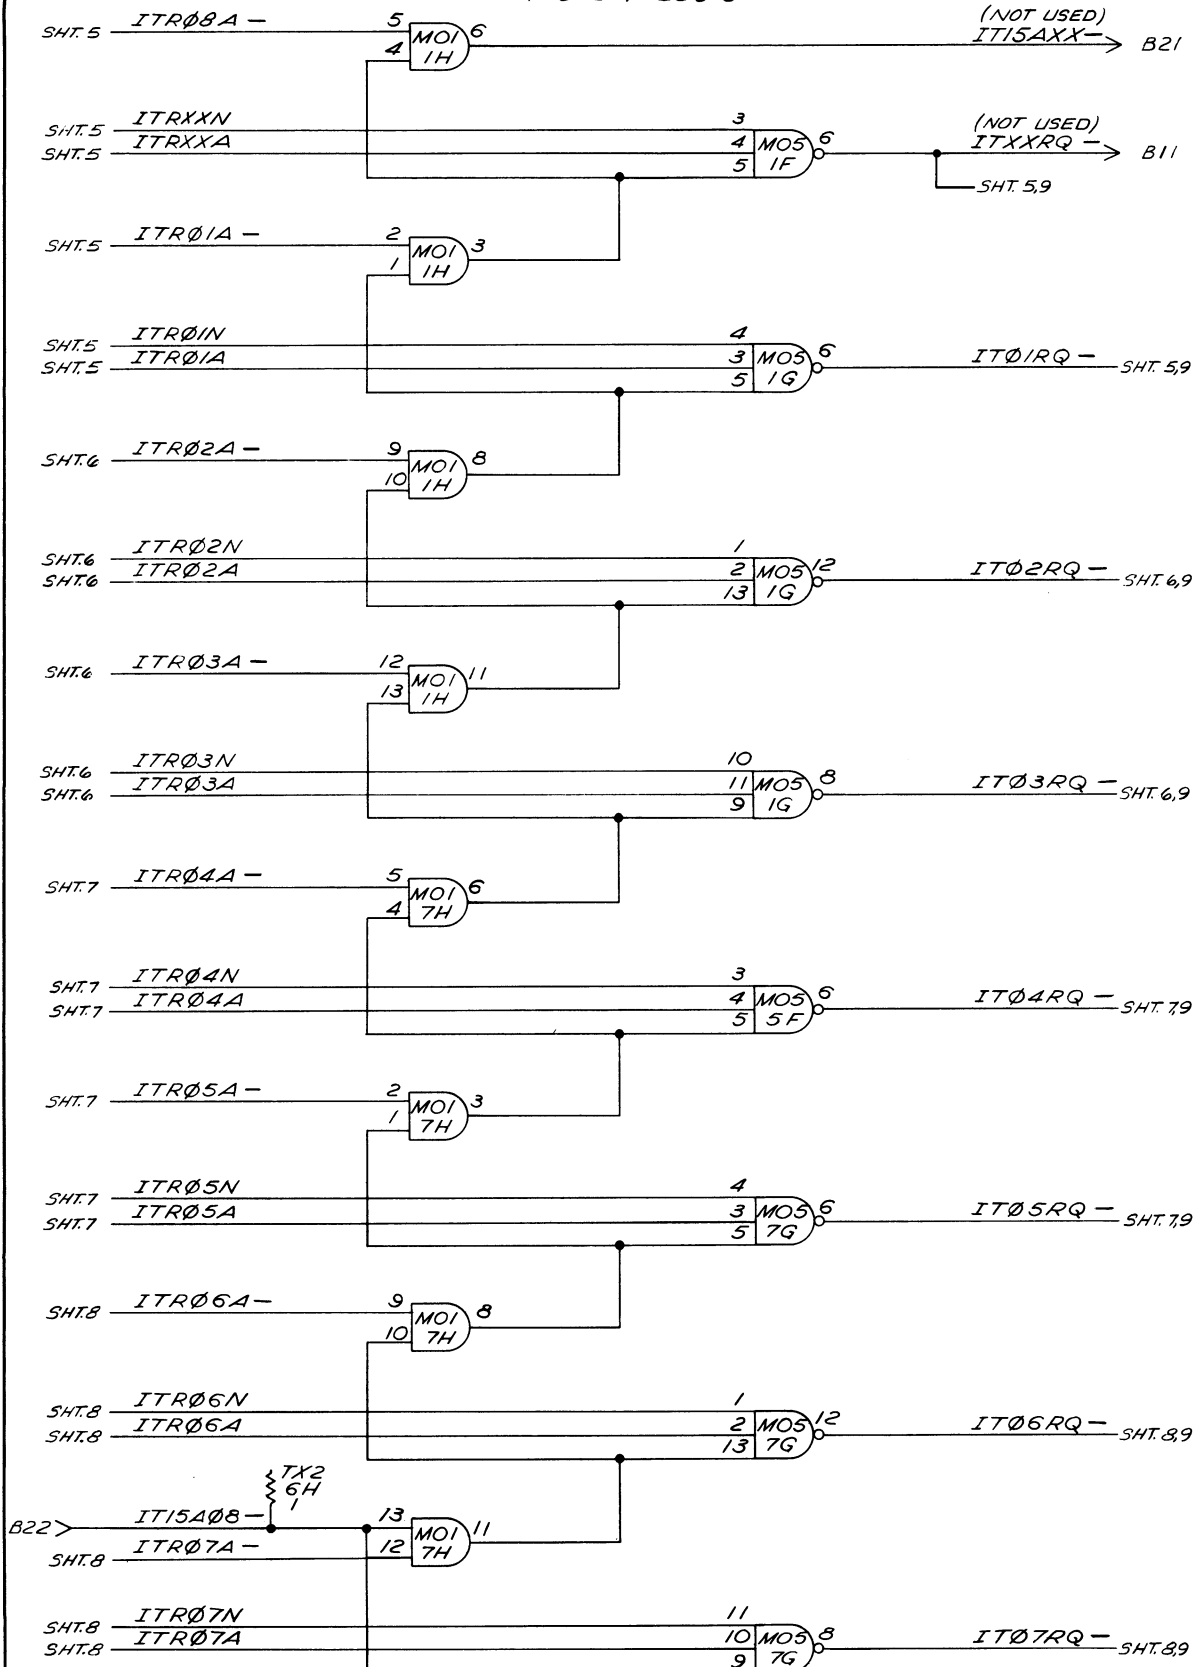 (NOT USED)
SHT.5 ITRØ8A- 5 6 IT15AXX- B21
4 MO1
1H
SHT.5 ITRXXN 3 (NOT USED)
SHT.5 ITRXXA 4 MO5 6 ITXXRQ- B11
5 1F
SHT. 5,9
SHT.5 ITRØ1A- 2 MO1 3
1 1H
SHT.5 ITRØ1N 4
SHT.5 ITRØ1A 3 MO5 6 ITØ1RQ- SHT. 5,9
5 1G
SHT.6 ITRØ2A- 9 MO1 8
10 1H
SHT.6 ITRØ2N 1
SHT.6 ITRØ2A 2 MO5 12 ITØ2RQ- SHT. 6,9
13 1G
SHT.6 ITRØ3A- 12 MO1 11
13 1H
SHT.6 ITRØ3N 10
SHT.6 ITRØ3A 11 MO5 8 ITØ3RQ- SHT. 6,9
9 1G
SHT.7 ITRØ4A- 5 MO1 6
4 7H
SHT.7 ITRØ4N 3
SHT.7 ITRØ4A 4 MO5 6 ITØ4RQ- SHT. 7,9
5 5F
SHT.7 ITRØ5A- 2 MO1 3
1 7H
SHT.7 ITRØ5N 4
SHT.7 ITRØ5A 3 MO5 6 ITØ5RQ- SHT. 7,9
5 7G
SHT.8 ITRØ6A- 9 MO1 8
10 7H
SHT.8 ITRØ6N 1
SHT.8 ITRØ6A 2 MO5 12 ITØ6RQ- SHT. 8,9
13 7G
TX2
6H
1
B22 IT15AØ8- 13 MO1 11
SHT.8 ITRØ7A- 12 7H
SHT.8 ITRØ7N 11
SHT.8 ITRØ7A 10 MO5 8 ITØ7RQ- SHT. 8,9
9 7G